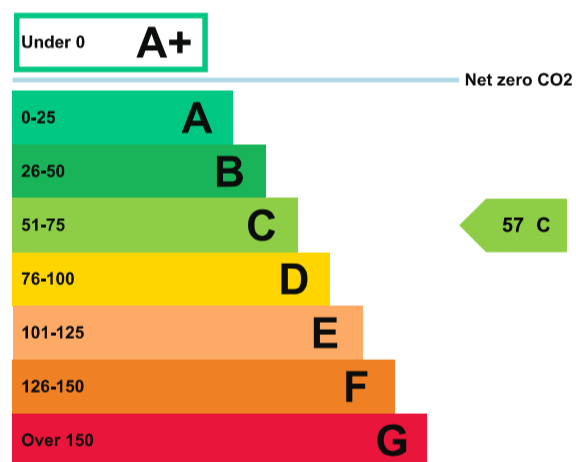 Under 0 A+
Net zero CO2
0-25 A
26-50 B
51-75 C
57 C
76-100 D
101-125 E
126-150 F
Over 150 G